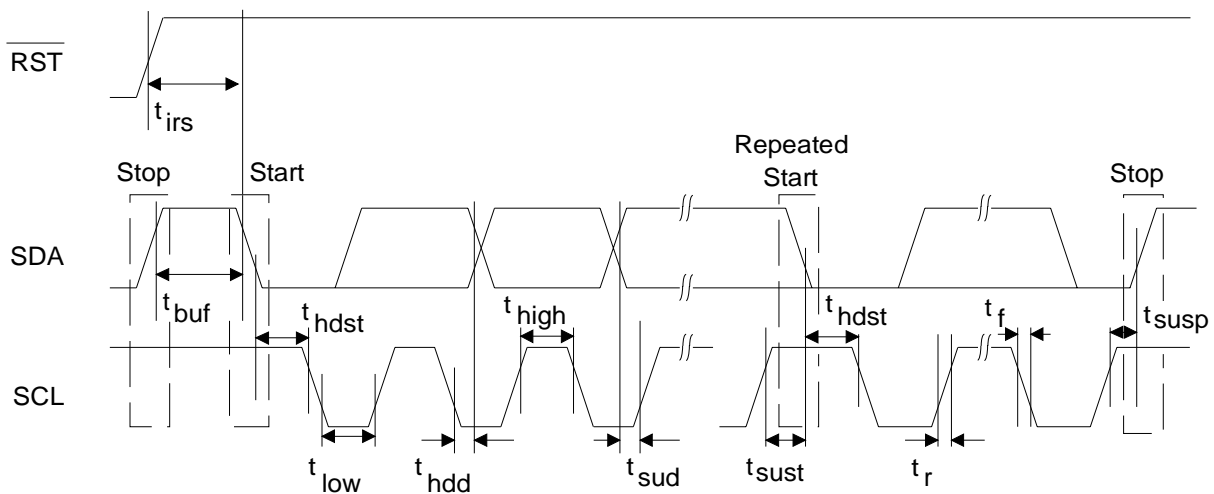 RST
t irs
Repeated
Stop Start Start Stop
SDA
t buf t hdst t high t hdst t f t susp
SCL
t low t hdd t sud t sust t r